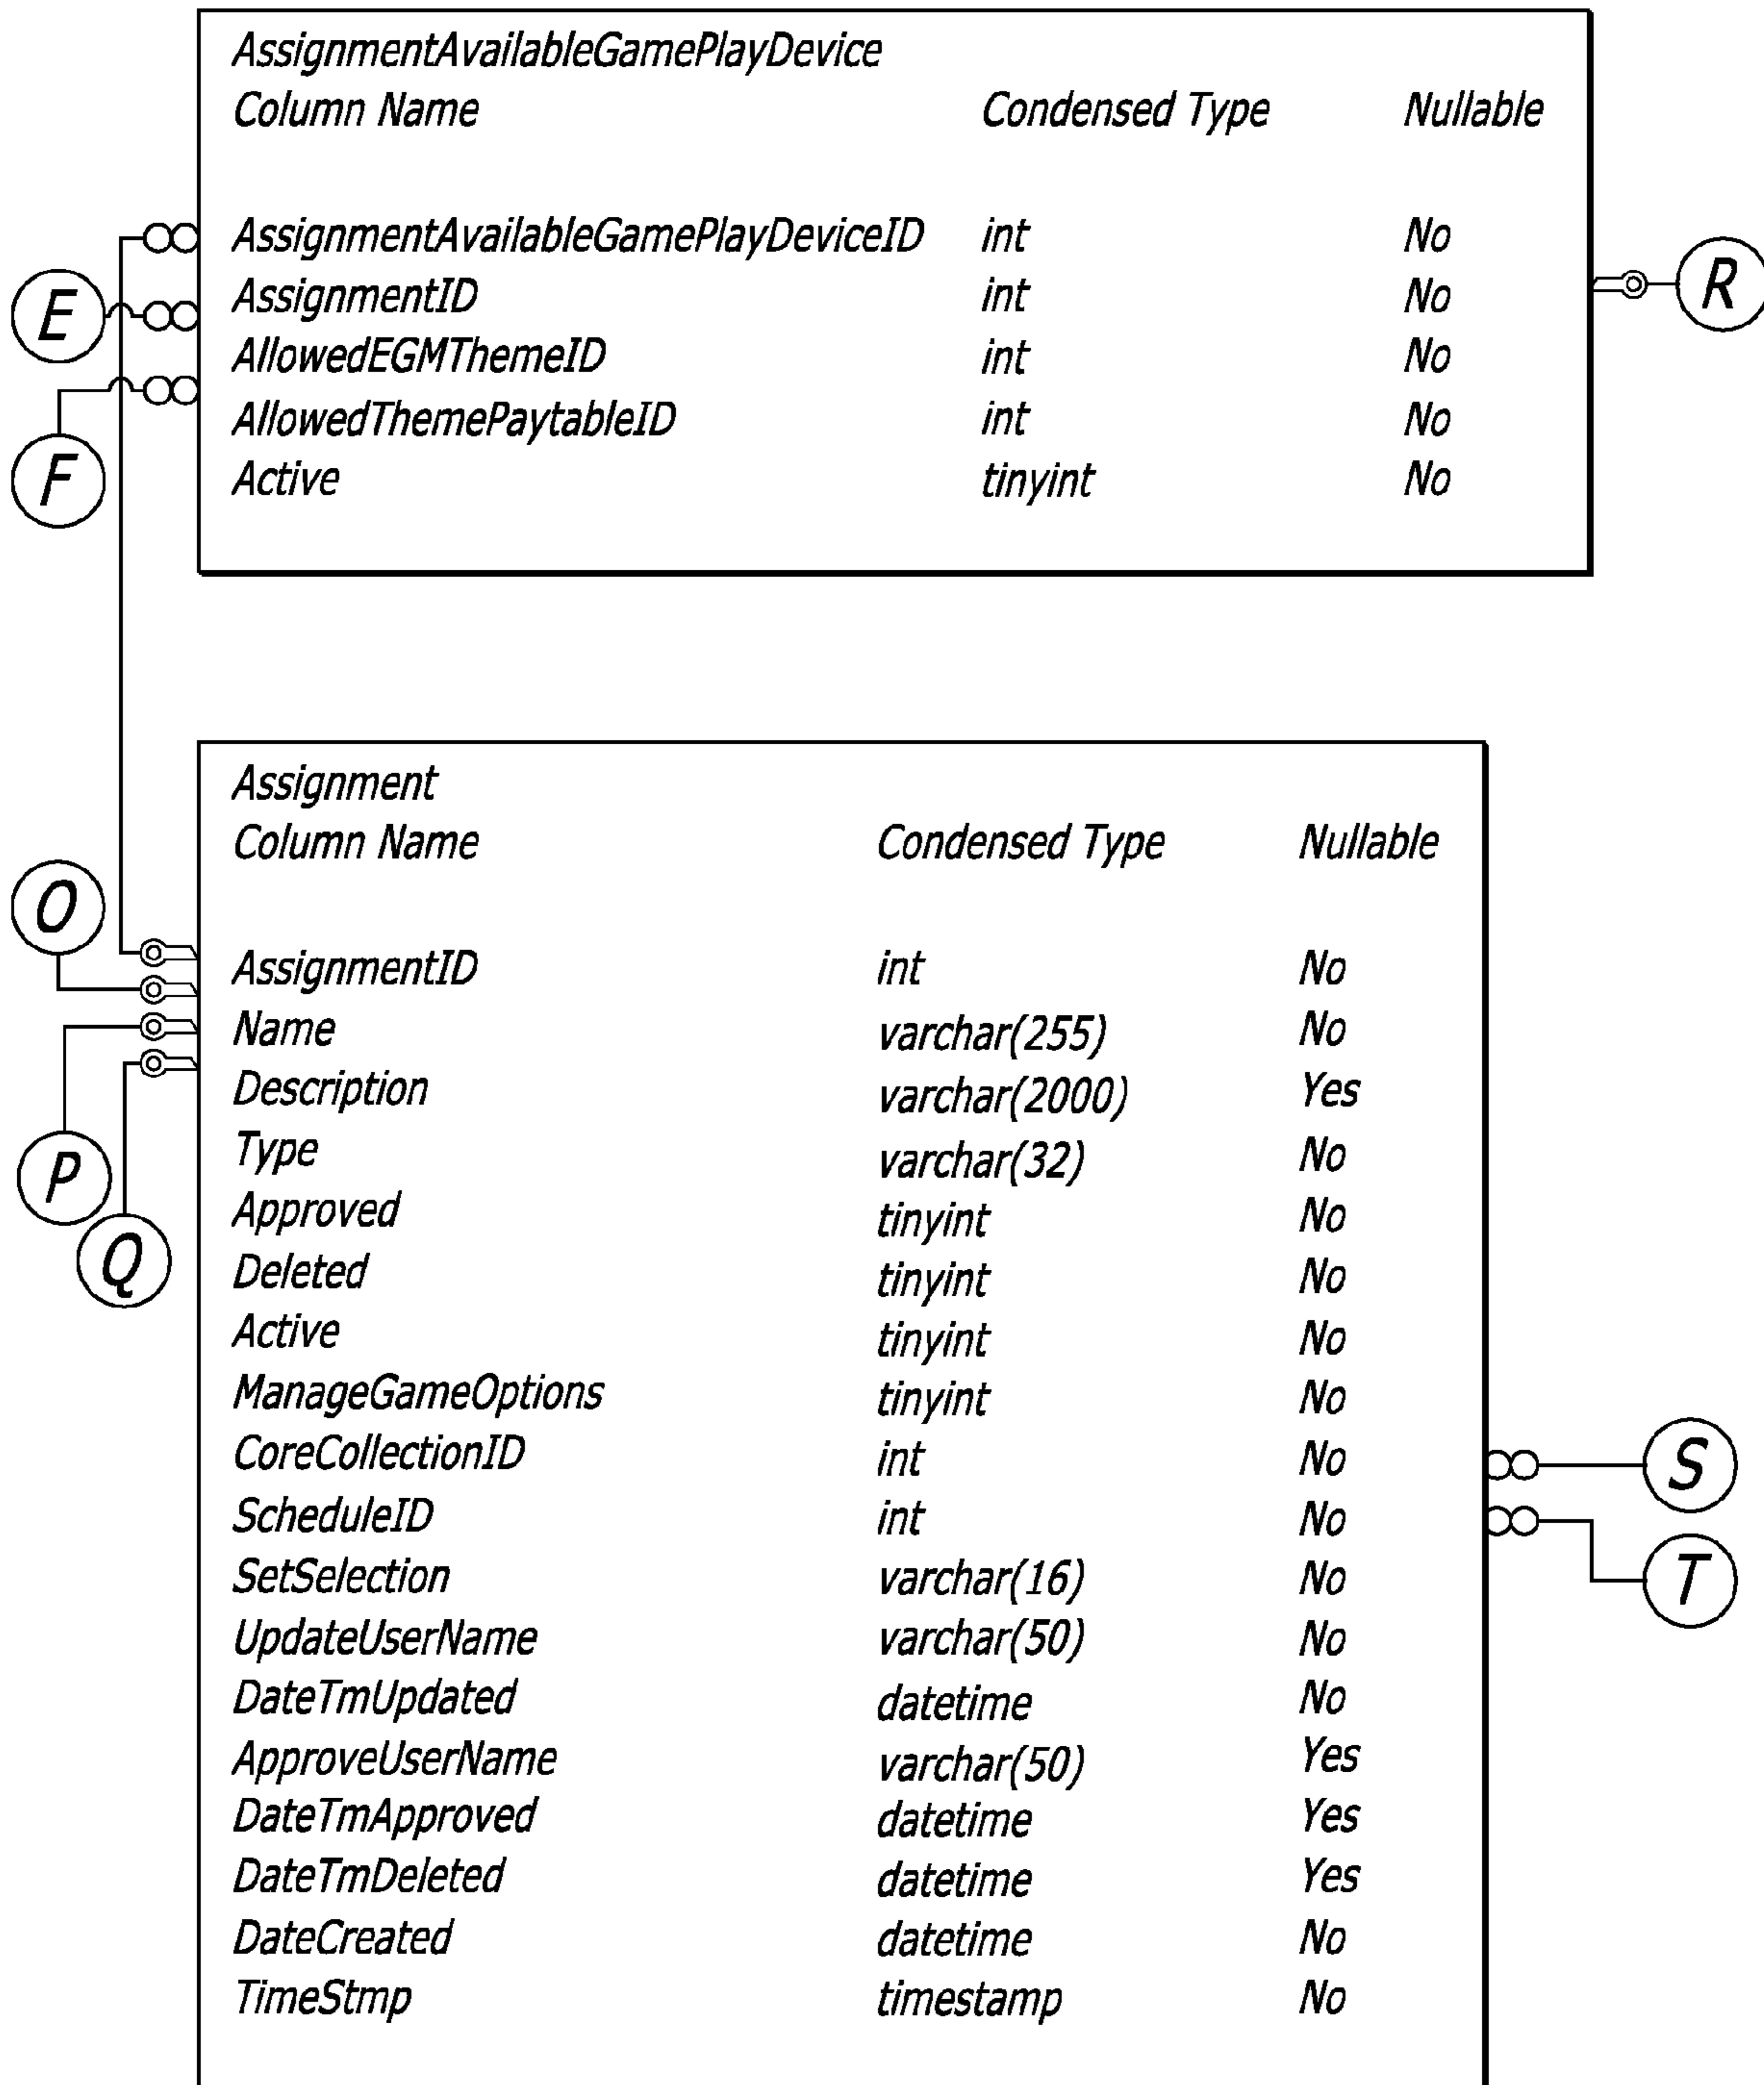 AssignmentAvailableGamePlayDevice
Column Name Condensed Type Nullable
AssignmentAvailableGamePlayDeviceID int No
E AssignmentID int No R
AllowedEGMThemeID int No
AllowedThemePaytableID int No
F Active tinyint No
Assignment
Column Name Condensed Type Nullable
O
AssignmentID int No
Name varchar(255) No
Description varchar(2000) Yes
P Type varchar(32) No
Approved tinyint No
Q Deleted tinyint No
Active tinyint No
ManageGameOptions tinyint No
CoreCollectionID int No S
ScheduleID int No
SetSelection varchar(16) No T
UpdateUserName varchar(50) No
DateTmUpdated datetime No
ApproveUserName varchar(50) Yes
DateTmApproved datetime Yes
DateTmDeleted datetime Yes
DateCreated datetime No
TimeStmp timestamp No